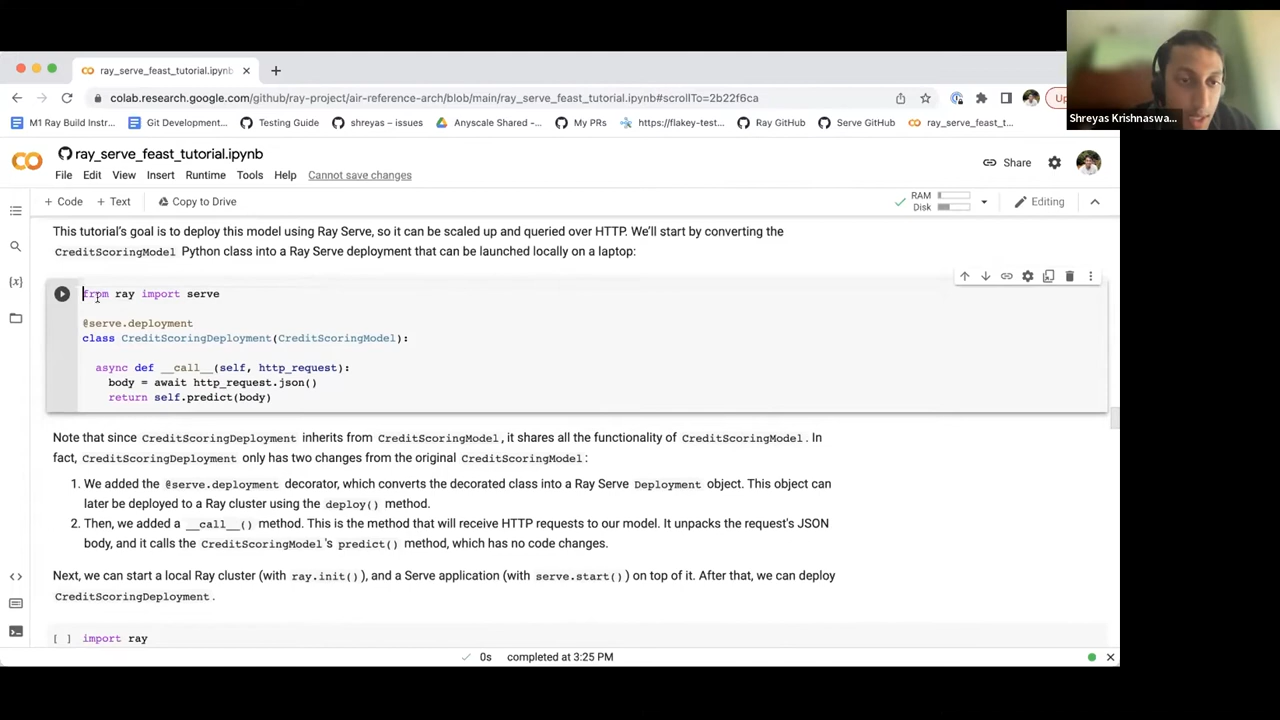 Shreyas Krishnaswa...
ray_serve_feast_tutorial.ipynb
colab.research.google.com/github/ray-project/air-reference-arch/blob/main/ray_serve_feast_tutorial.ipynb#scrollTo=2b22f6ca
Up
M1 Ray Build Instr... Git Development... Testing Guide shreyas – issues Anyscale Shared -... My PRs https://flakey-test... Ray GitHub Serve GitHub ray_serve_feast_t...
ray_serve_feast_tutorial.ipynb
Share
File Edit View Insert Runtime Tools Help Cannot save changes
+ Code + Text Copy to Drive RAM Disk Editing
This tutorial's goal is to deploy this model using Ray Serve, so it can be scaled up and queried over HTTP. We'll start by converting the
CreditScoringModel Python class into a Ray Serve deployment that can be launched locally on a laptop:
from ray import serve
@serve.deployment
class CreditScoringDeployment(CreditScoringModel):
async def __call__(self, http_request):
body = await http_request.json()
return self.predict(body)
Note that since CreditScoringDeployment inherits from CreditScoringModel, it shares all the functionality of CreditScoringModel. In
fact, CreditScoringDeployment only has two changes from the original CreditScoringModel:
1. We added the @serve.deployment decorator, which converts the decorated class into a Ray Serve Deployment object. This object can
later be deployed to a Ray cluster using the deploy() method.
2. Then, we added a __call__() method. This is the method that will receive HTTP requests to our model. It unpacks the request's JSON
body, and it calls the CreditScoringModel's predict() method, which has no code changes.
Next, we can start a local Ray cluster (with ray.init()), and a Serve application (with serve.start()) on top of it. After that, we can deploy
CreditScoringDeployment.
[ ] import ray
0s completed at 3:25 PM